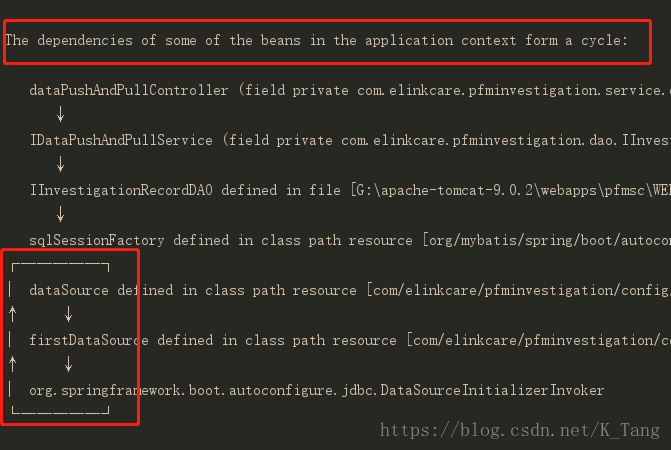 The dependencies of some of the beans in the application context form a cycle:
dataPushAndPullController (field private com.elinkcare.pfminvestigation.service.
↓
IDataPushAndPullService (field private com.elinkcare.pfminvestigation.dao.IInves
↓
IInvestigationRecordDAO defined in file [G:\apache-tomcat-9.0.2\webapps\pfmsc\WE
↓
sqlSessionFactory defined in class path resource [org/mybatis/spring/boot/autoco
┌─────┐
| dataSource defined in class path resource [com/elinkcare/pfminvestigation/config
↑ ↓
| firstDataSource defined in class path resource [com/elinkcare/pfminvestigation/co
↑ ↓
| org.springframework.boot.autoconfigure.jdbc.DataSourceInitializerInvoker
└─────┘
https://blog.csdn.net/K_Tang